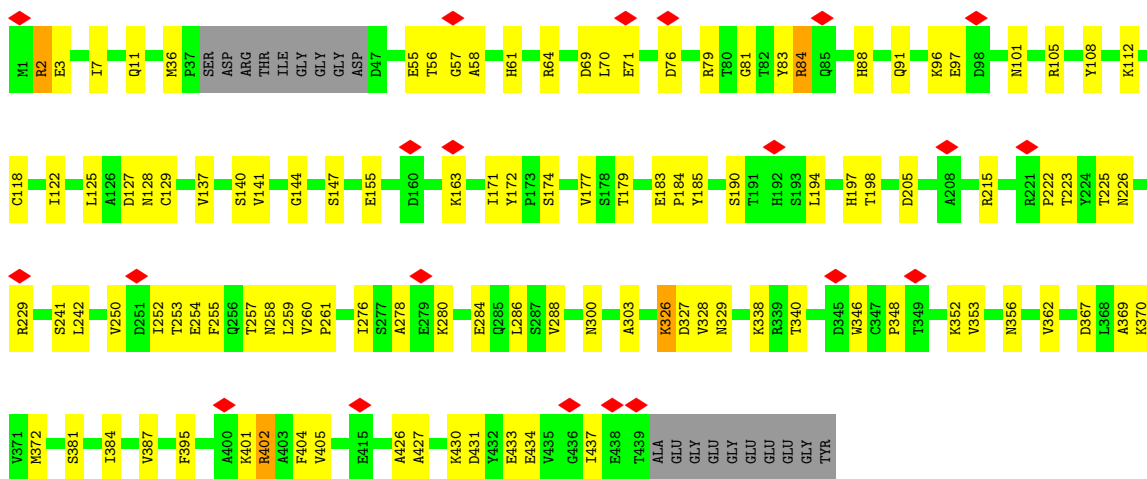 M1 R2 E3 I7 Q11 M36 P37 SER ASP ARG THR ILE GLY GLY GLY ASP D47 E55 T56 G57 A58 H61 R64 D69 L70 E71 D76 R79 T80 G81 T82 Y83 R84 Q85 H88 Q91 K96 E97 D98 N101 R105 Y108 K112
C118 I122 L125 A126 D127 N128 C129 V137 S140 V141 G144 S147 E155 D160 K163 I171 Y172 P173 S174 V177 S178 T179 E183 P184 Y185 S190 T191 H192 S193 L194 H197 T198 D205 A208 R215 R221 P222 T223 Y224 T225 N226
R229 S241 L242 V250 D251 I252 T253 E254 F255 Q256 T257 N258 L259 V260 P261 I276 S277 A278 E279 K280 E284 Q285 L286 S287 V288 N300 A303 K326 D327 V328 N329 K338 R339 T340 D345 W346 C347 P348 T349 K352 V353 N356 V362 D367 L368 A369 K370
V371 M372 S381 I384 V387 F395 A400 K401 R402 A403 F404 V405 E415 A426 A427 K430 D431 Y432 E433 E434 V435 G436 I437 E438 T439 ALA GLU GLY GLU GLY GLU GLU GLU GLY TYR